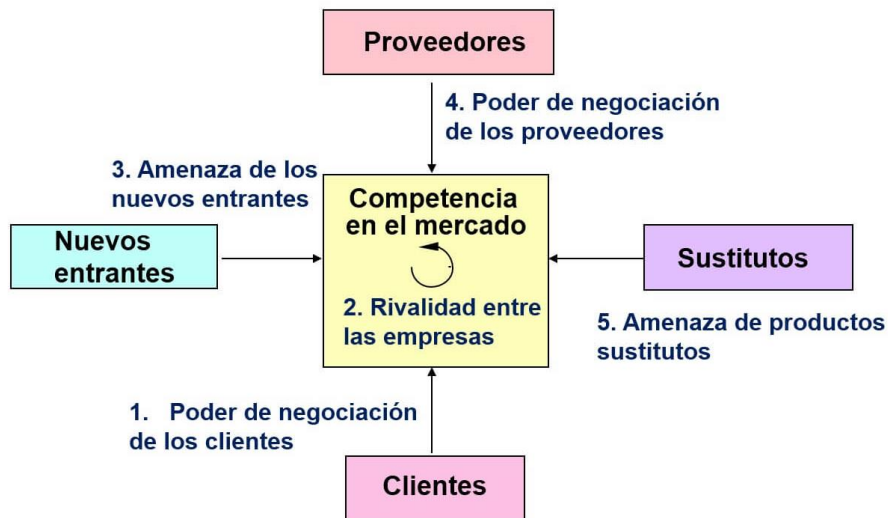 Proveedores
4. Poder de negociación
de los proveedores
3. Amenaza de los
nuevos entrantes
Competencia
en el mercado
Nuevos
entrantes
Sustitutos
2. Rivalidad entre
las empresas
5. Amenaza de productos
sustitutos
1. Poder de negociación
de los clientes
Clientes